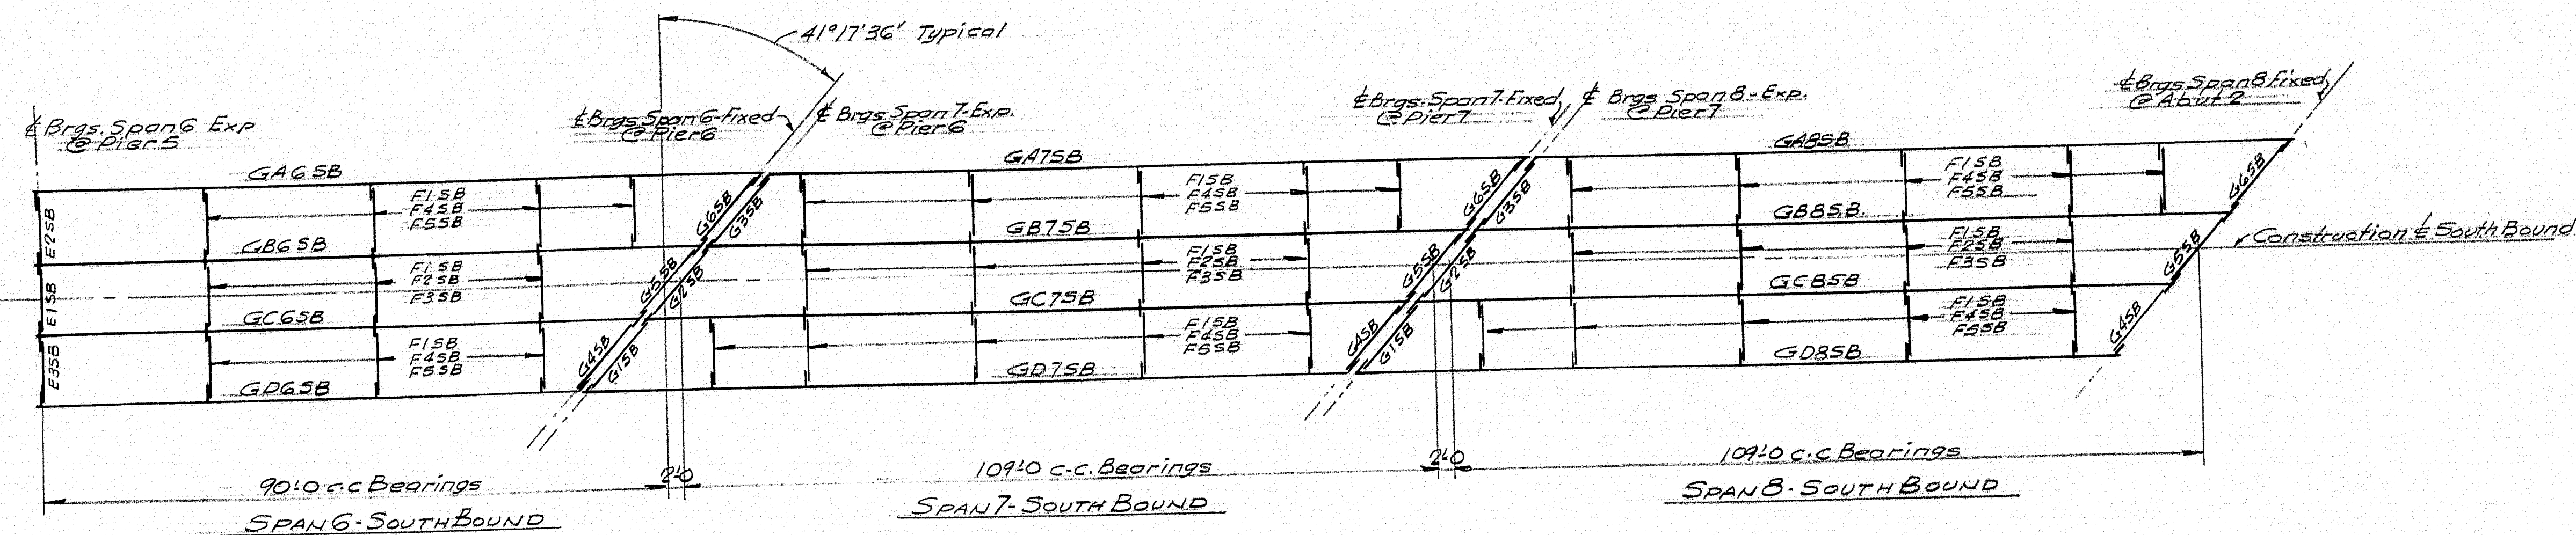 41°17'36" Typical
℄ Brgs. Span 6 Exp
@ Pier 5
℄ Brgs Span 6-Fixed
@ Pier 6
℄ Brgs Span 7-Exp.
@ Pier 6
℄ Brgs. Span 7-Fixed
@ Pier 7
℄ Brgs Span 8-Exp.
@ Pier 7
℄ Brgs Span 8 Fixed
@ Abut 2
GA6SB
GA7SB
GA8SB
E2SB
F1SB
F4SB
F5SB
G6SB
G3SB
F1SB
F4SB
F5SB
G6SB
G3SB
F1SB
F4SB
F5SB
G6SB
GB6SB
GB7SB
GB8S.B.
E1SB
F1SB
F2SB
F3SB
G5SB
G2SB
F1SB
F2SB
F3SB
G5SB
G2SB
F1SB
F2SB
F3SB
G5SB
Construction ℄ South Bound
GC6SB
GC7SB
GC8SB
E3SB
F1SB
F4SB
F5SB
G4SB
G1SB
F1SB
F4SB
F5SB
G4SB
G1SB
F1SB
F4SB
F5SB
G4SB
GD6SB
GD7SB
GD8SB
90'-0 c-c Bearings
2'-0
109'-0 c-c. Bearings
2'-0
109'-0 c-c Bearings
SPAN 6-SOUTH BOUND
SPAN 7-SOUTH BOUND
SPAN 8-SOUTH BOUND